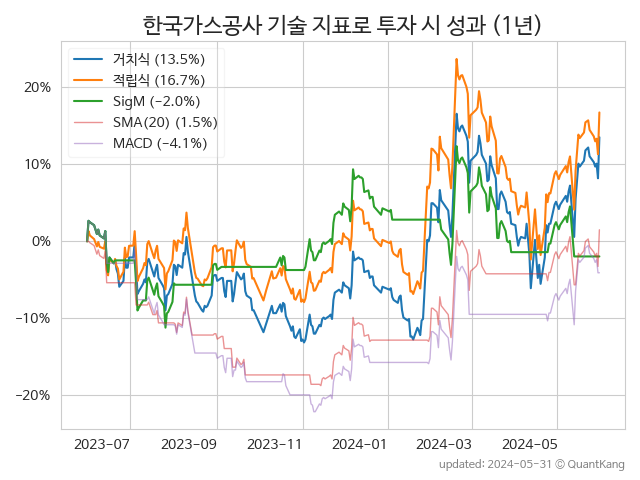 한국가스공사 기술 지표로 투자 시 성과 (1년)
거치식 (13.5%)
적립식 (16.7%)
SigM (−2.0%)
SMA(20) (1.5%)
MACD (−4.1%)
20%
10%
0%
−10%
−20%
2023−07
2023−09
2023−11
2024−01
2024−03
2024−05
updated: 2024-05-31 ⓒ QuantKang